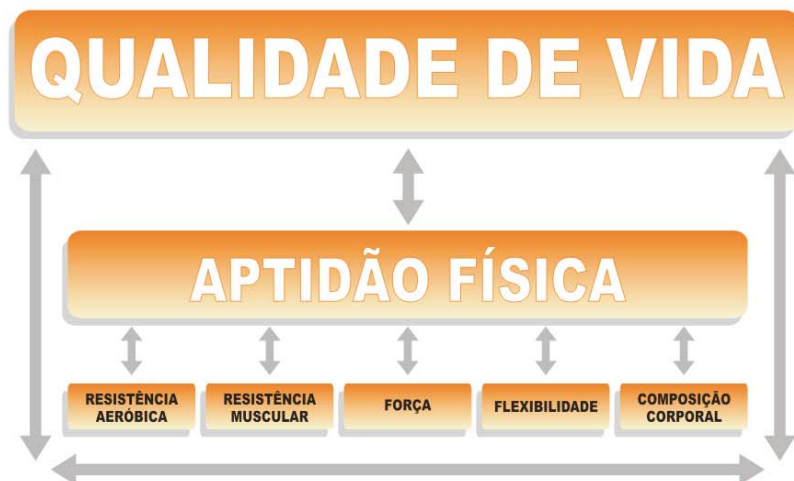 QUALIDADE DE VIDA
APTIDÃO FÍSICA
RESISTÊNCIA
AERÓBICA
RESISTÊNCIA
MUSCULAR
FORÇA
FLEXIBILIDADE
COMPOSIÇÃO
CORPORAL